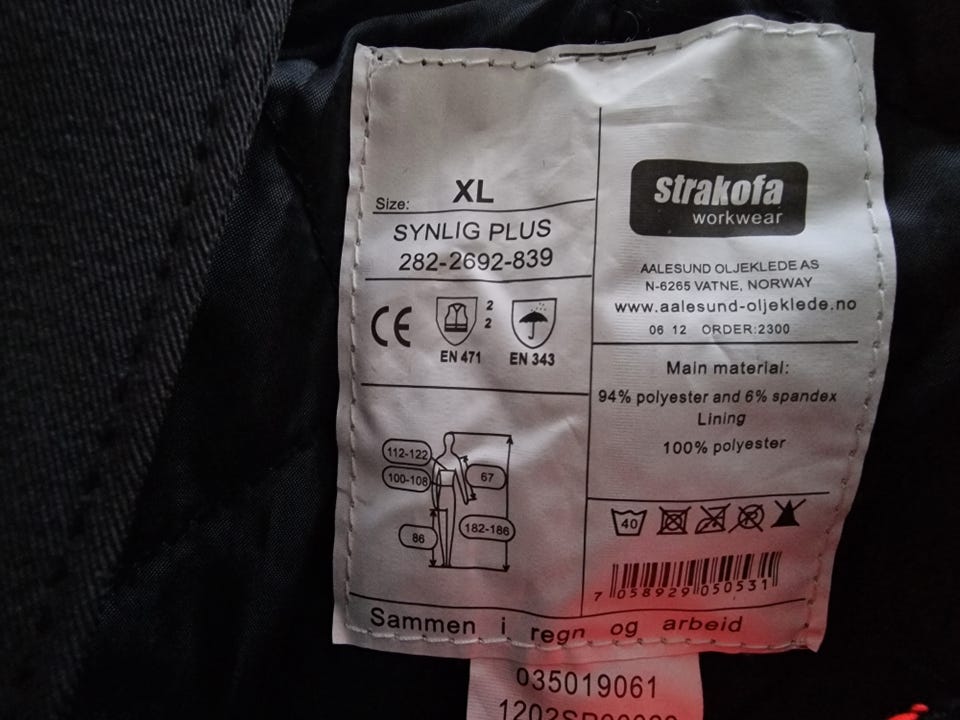 Size: XL
SYNLIG PLUS
282-2692-839
CE
2
2
EN 471
EN 343
112-122
100-108
67
86
182-186
strakofa
workwear
AALESUND OLJEKLEDE AS
N-6265 VATNE, NORWAY
www.aalesund-oljeklede.no
06 12 ORDER:2300
Main material:
94% polyester and 6% spandex
Lining
100% polyester
40
7 058929 050531
Sammen i regn og arbeid
035019061